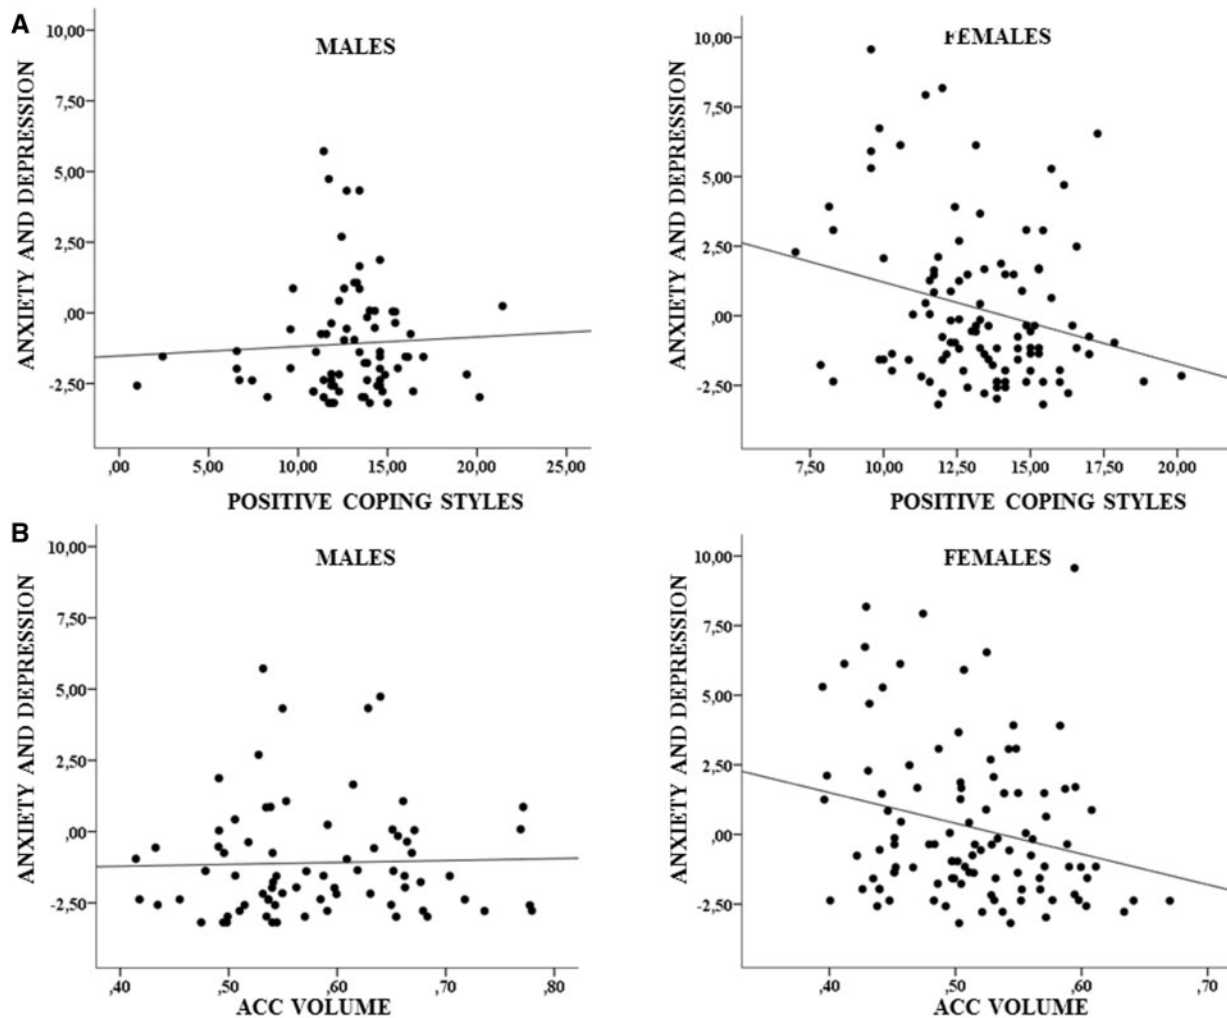 A
MALES
ANXIETY AND DEPRESSION
10,00
7,50
5,00
2,50
,00
-2,50
,00 5,00 10,00 15,00 20,00 25,00
POSITIVE COPING STYLES
FEMALES
ANXIETY AND DEPRESSION
10,00
7,50
5,00
2,50
,00
-2,50
7,50 10,00 12,50 15,00 17,50 20,00
POSITIVE COPING STYLES
B
MALES
ANXIETY AND DEPRESSION
10,00
7,50
5,00
2,50
,00
-2,50
,40 ,50 ,60 ,70 ,80
ACC VOLUME
FEMALES
ANXIETY AND DEPRESSION
10,00
7,50
5,00
2,50
,00
-2,50
,40 ,50 ,60 ,70
ACC VOLUME